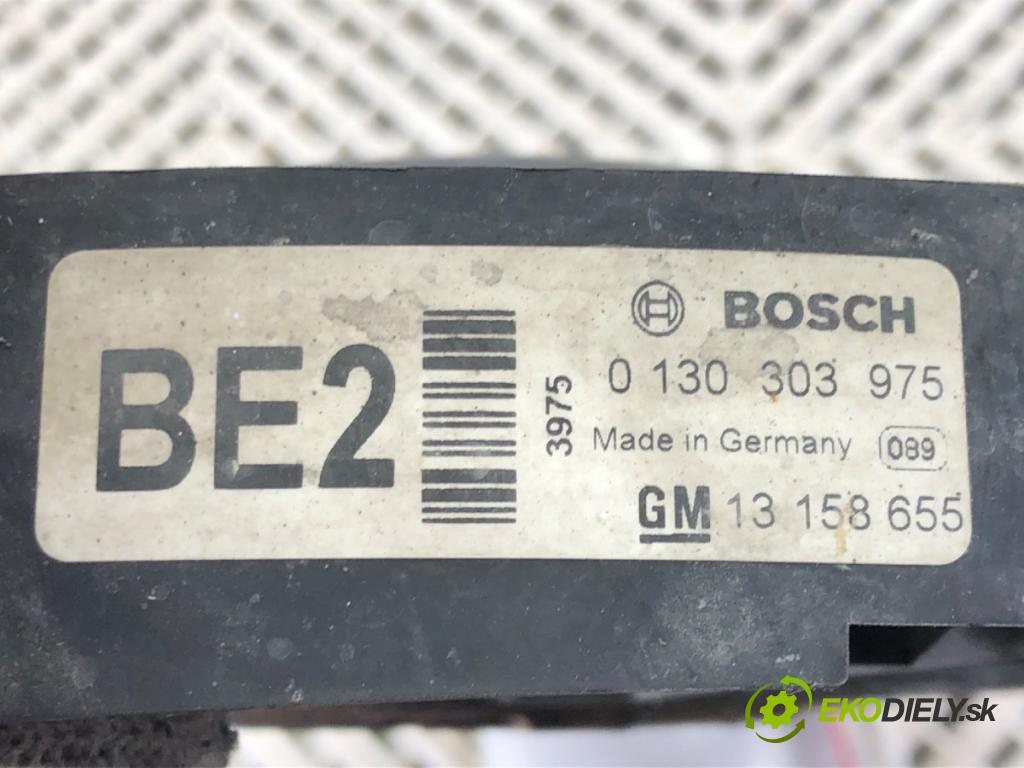 BE2
3975
BOSCH
0 130 303 975
Made in Germany 089
GM 13 158 655
EKODIELY.sk